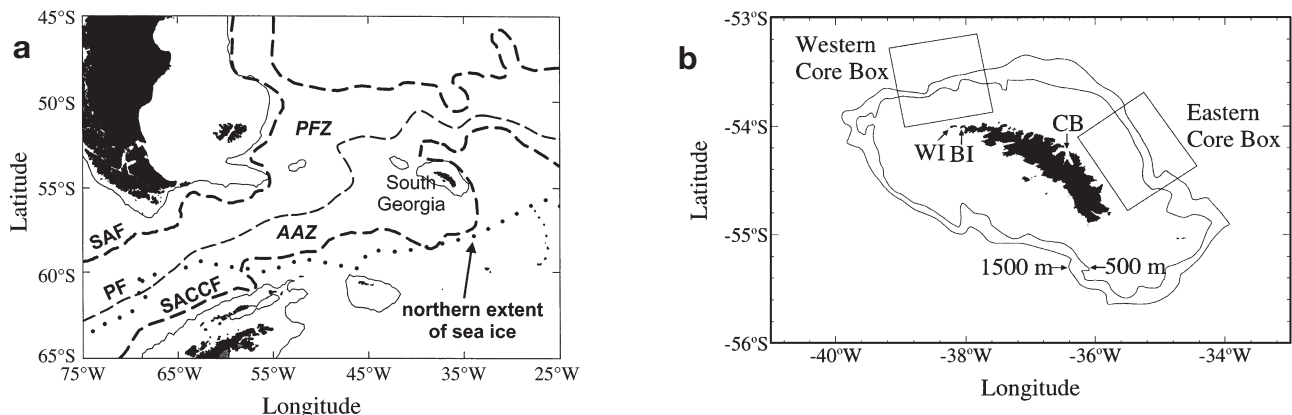 a
45°S
50°S
55°S
60°S
65°S
Latitude
75°W
65°W
55°W
45°W
35°W
25°W
Longitude
PFZ
South
Georgia
AAZ
SAF
PF
SACCF
northern extent
of sea ice
b
-53°S
-54°S
-55°S
-56°S
Latitude
-40°W
-38°W
-36°W
-34°W
Longitude
Western
Core Box
Eastern
Core Box
CB
WI BI
1500 m
500 m